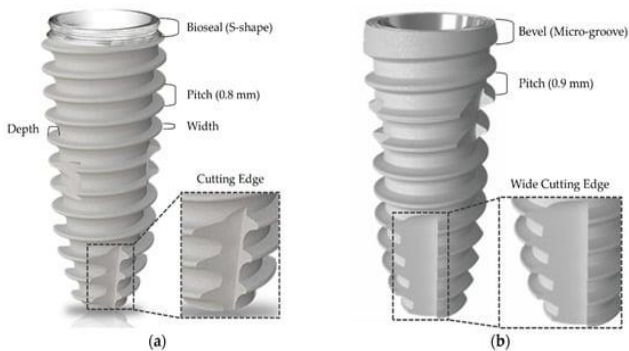 Bioseal (S-shape)
Pitch (0.8 mm)
Depth
Width
Cutting Edge
(a)
Bevel (Micro-groove)
Pitch (0.9 mm)
Wide Cutting Edge
(b)